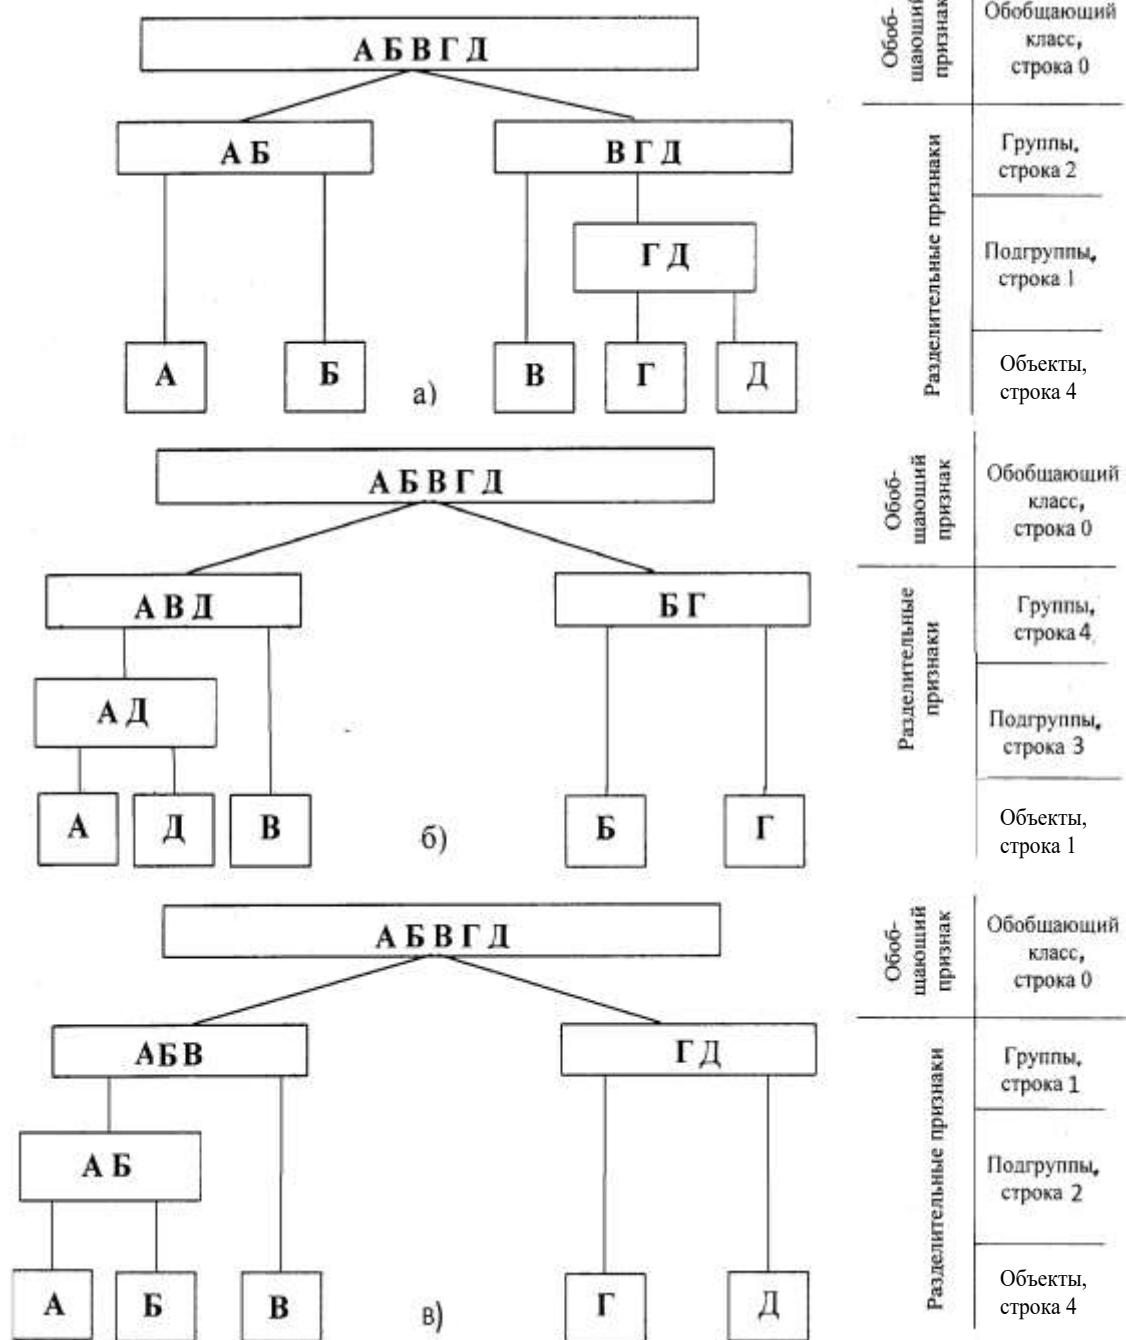 А Б В Г Д
А Б
В Г Д
Г Д
А
Б
В
Г
Д
а)
Обоб-
щающий
признак
Обобщающий
класс,
строка 0
Разделительные признаки
Группы,
строка 2
Подгруппы,
строка 1
Объекты,
строка 4
А Б В Г Д
А В Д
Б Г
А Д
А
Д
В
Б
Г
б)
Обоб-
щающий
признак
Обобщающий
класс,
строка 0
Разделительные
признаки
Группы,
строка 4
Подгруппы,
строка 3
Объекты,
строка 1
А Б В Г Д
А Б В
Г Д
А Б
А
Б
В
Г
Д
в)
Обоб-
щающий
признак
Обобщающий
класс,
строка 0
Разделительные признаки
Группы,
строка 1
Подгруппы,
строка 2
Объекты,
строка 4